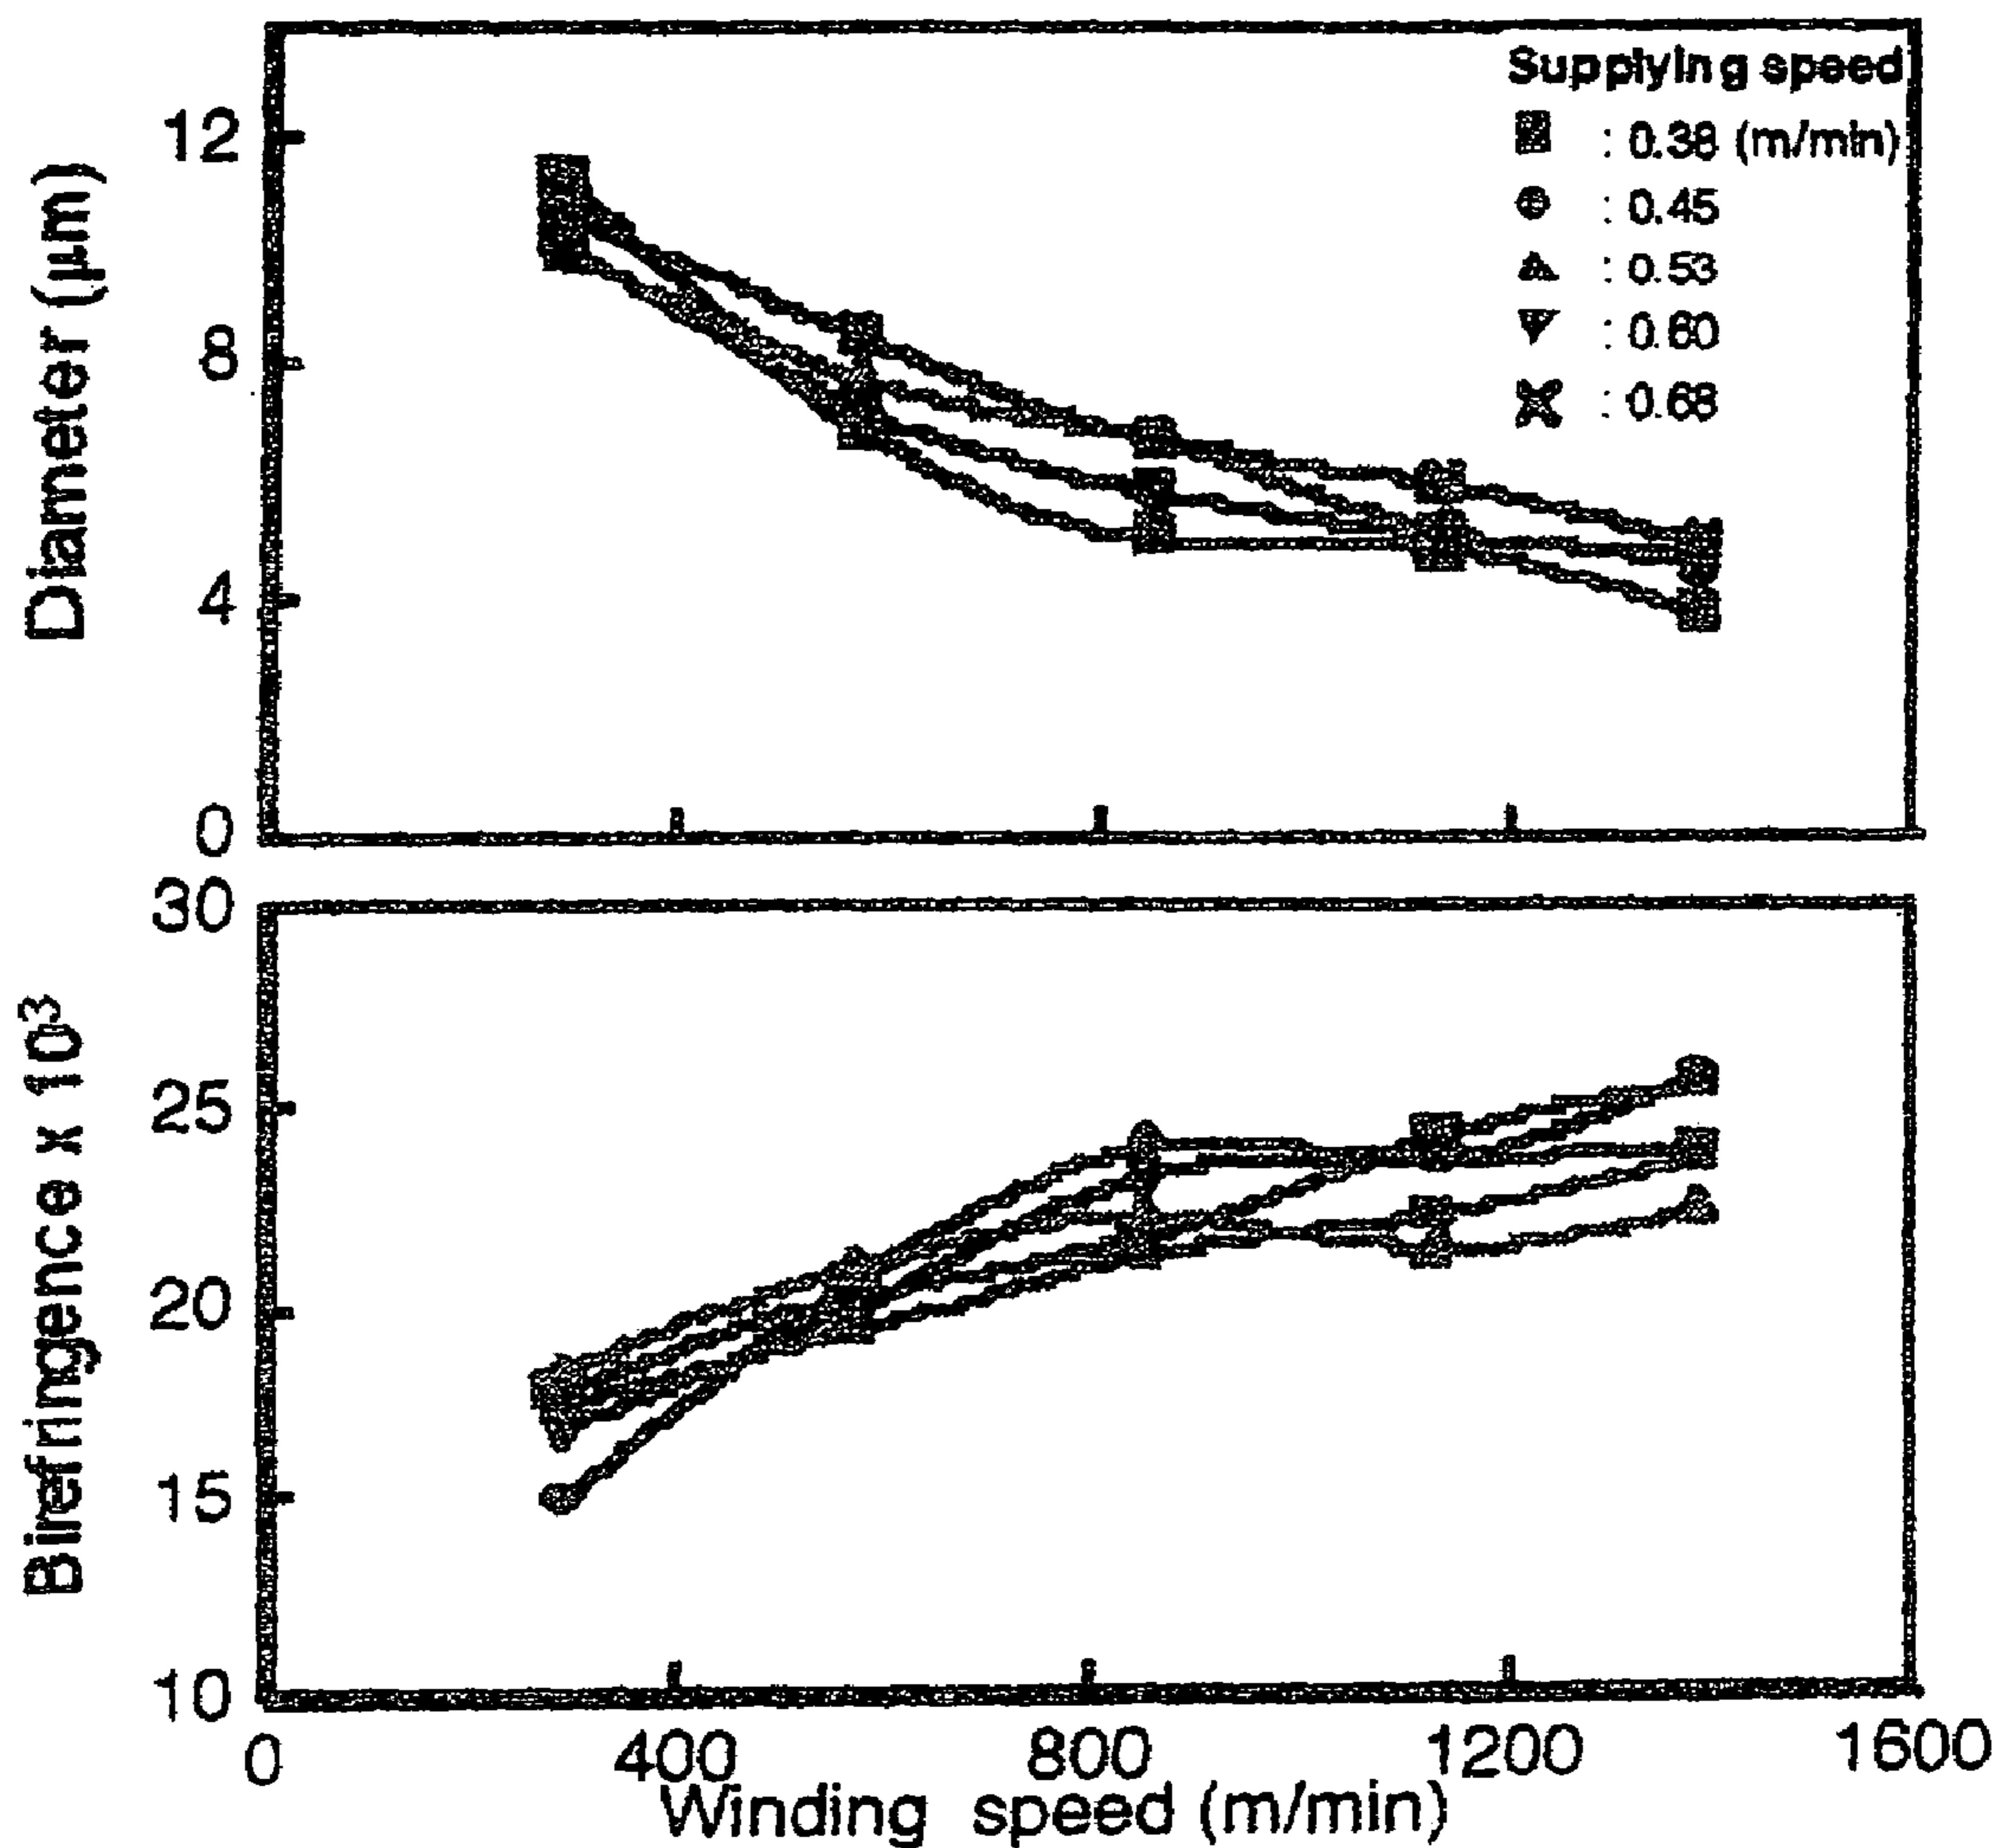 Supplying speed
: 0.38 (m/min)
: 0.45
: 0.53
: 0.60
: 0.68
12
8
4
0
Diameter (μm)
30
25
20
15
10
Birefringence x 10³
0 400 800 1200 1600
Winding speed (m/min)